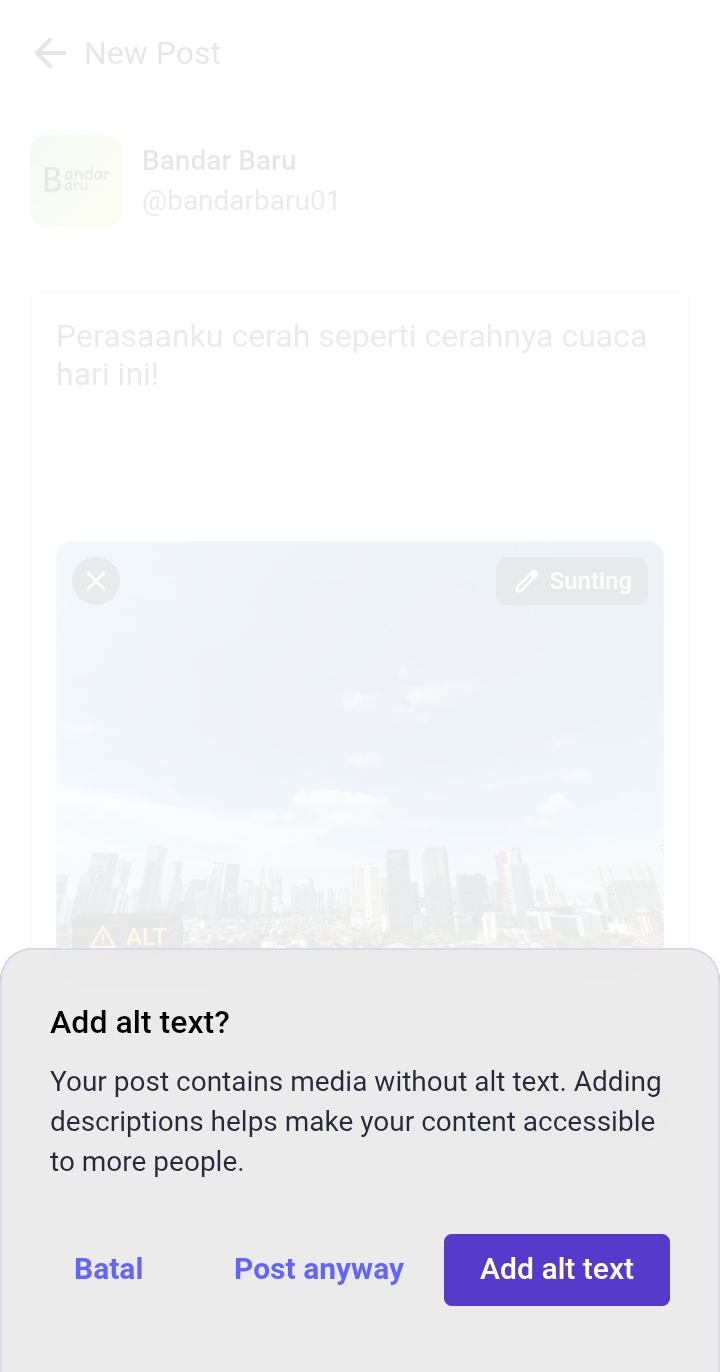 New Post
Bandar Baru
Bandar Baru
@bandarbaru01
Perasaanku cerah seperti cerahnya cuaca
hari ini!
Sunting
ALT
Add alt text?
Your post contains media without alt text. Adding
descriptions helps make your content accessible
to more people.
Batal
Post anyway
Add alt text